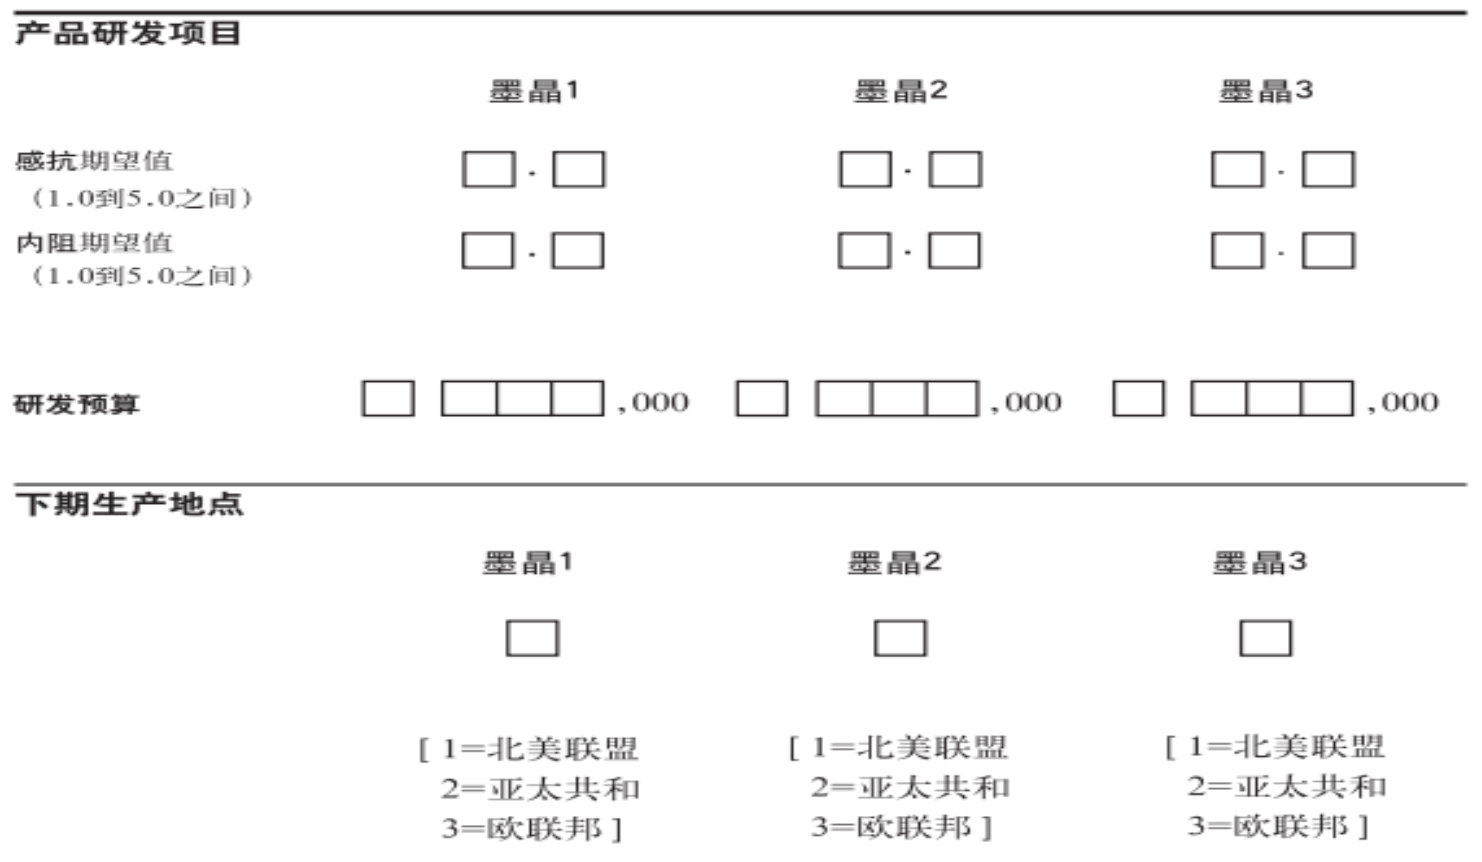 产品研发项目
墨晶1 墨晶2 墨晶3
感抗期望值 . . .
(1.0到5.0之间)
内阻期望值 . . .
(1.0到5.0之间)
研发预算 ,000 ,000 ,000
下期生产地点
墨晶1 墨晶2 墨晶3
[ 1=北美联盟 [ 1=北美联盟 [ 1=北美联盟
2=亚太共和 2=亚太共和 2=亚太共和
3=欧联邦 ] 3=欧联邦 ] 3=欧联邦 ]